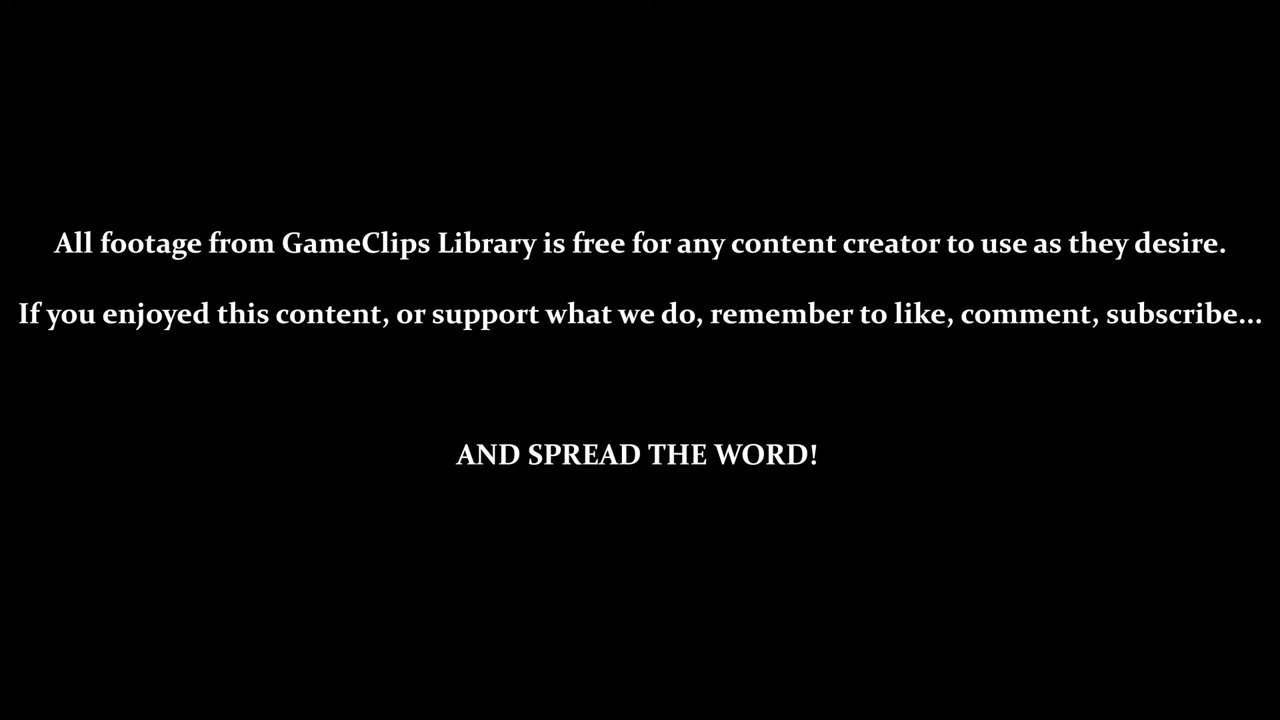 All footage from GameClips Library is free for any content creator to use as they desire.
If you enjoyed this content, or support what we do, remember to like, comment, subscribe...
AND SPREAD THE WORD!